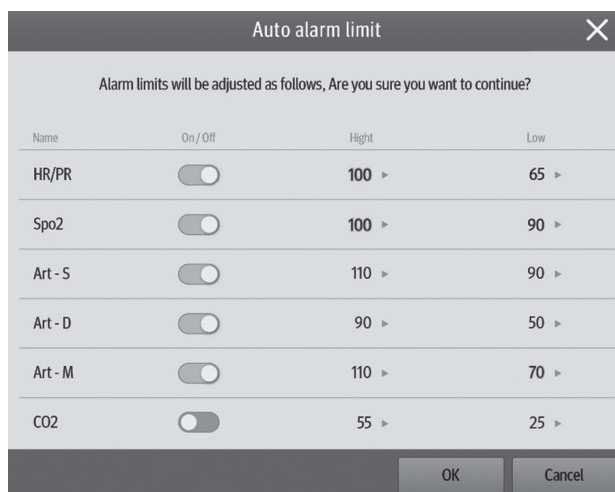 Auto alarm limit
Alarm limits will be adjusted as follows, Are you sure you want to continue?
Name On / Off Hight Low
HR/PR 100 65
Spo2 100 90
Art - S 110 90
Art - D 90 50
Art - M 110 70
CO2 55 25
OK Cancel